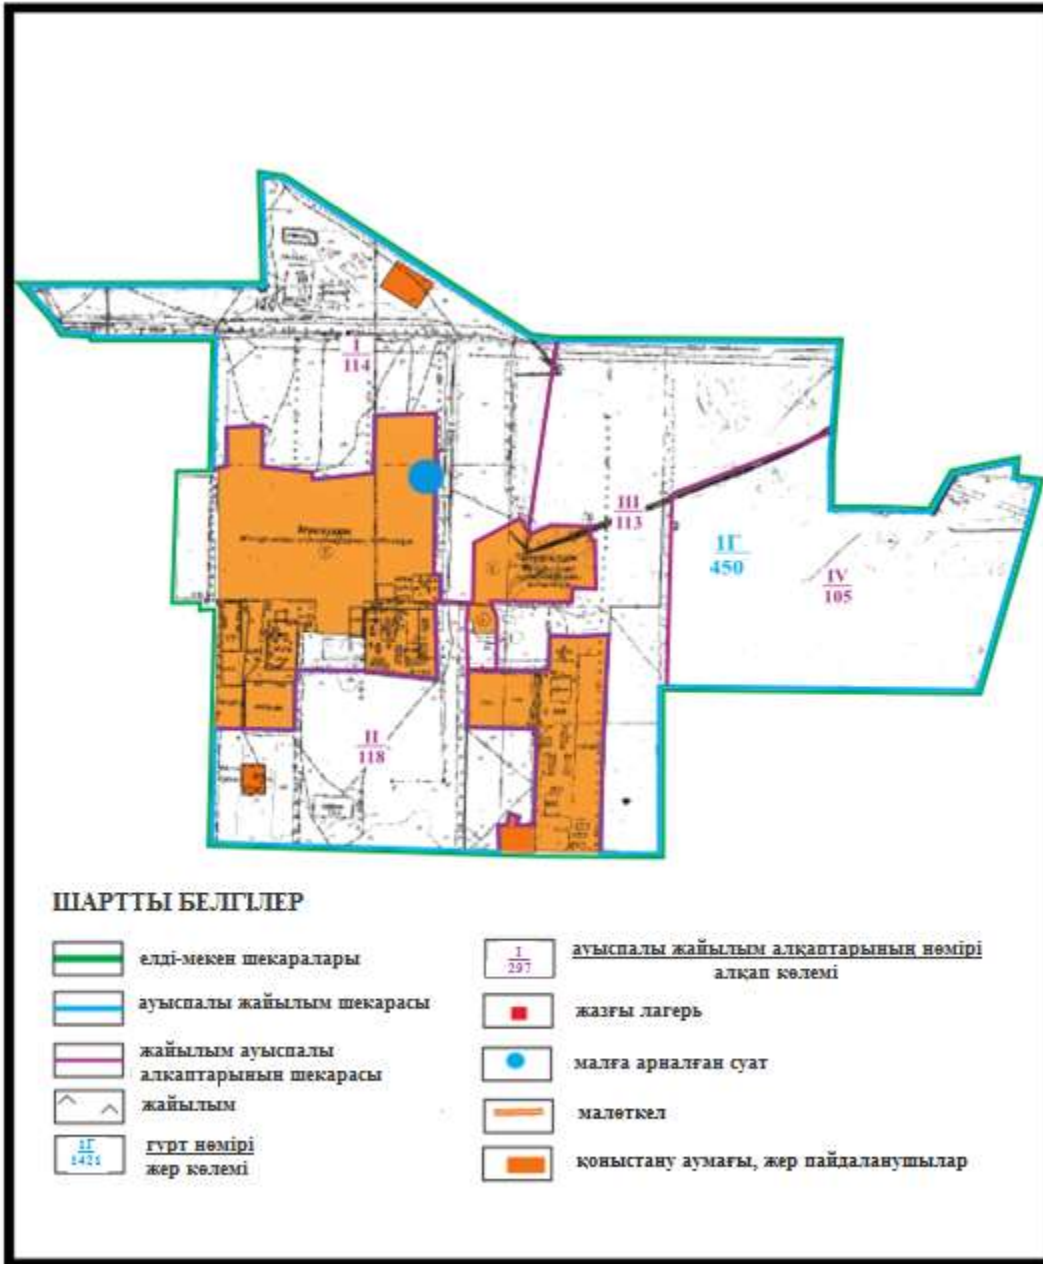 I
114
III
113
1Г
450
IV
105
II
118
ШАРТТЫ БЕЛГІЛЕР
елді-мекен шекаралары
ауыспалы жайылым шекарасы
жайылым ауыспалы
алкаптарынын шекарасы
жайылым
1Г
1421
гурт нөмірі
жер көлемі
I
297
ауыспалы жайылым алқаптарының нөмірі
алқап көлемі
жазғы лагерь
малға арналған суат
малөткел
қоныстану аумағы, жер пайдаланушылар